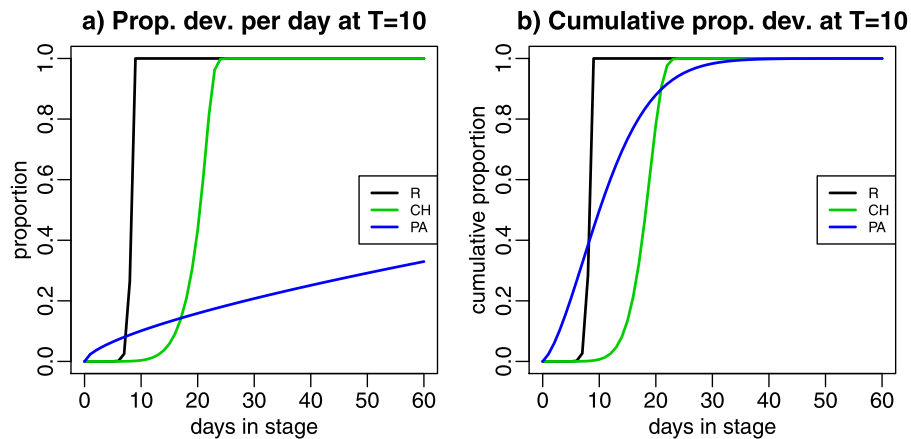 a) Prop. dev. per day at T=10
proportion
0.0 0.2 0.4 0.6 0.8 1.0
R
CH
PA
0 10 20 30 40 50 60
days in stage
b) Cumulative prop. dev. at T=10
cumulative proportion
0.0 0.2 0.4 0.6 0.8 1.0
R
CH
PA
0 10 20 30 40 50 60
days in stage